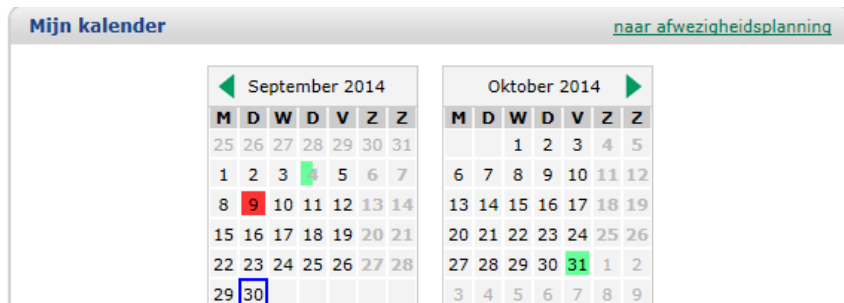 Mijn kalender
naar afwezigheidsplanning
September 2014
M D W D V Z Z
25 26 27 28 29 30 31
1 2 3 4 5 6 7
8 9 10 11 12 13 14
15 16 17 18 19 20 21
22 23 24 25 26 27 28
29 30
Oktober 2014
M D W D V Z Z
1 2 3 4 5
6 7 8 9 10 11 12
13 14 15 16 17 18 19
20 21 22 23 24 25 26
27 28 29 30 31 1 2
3 4 5 6 7 8 9